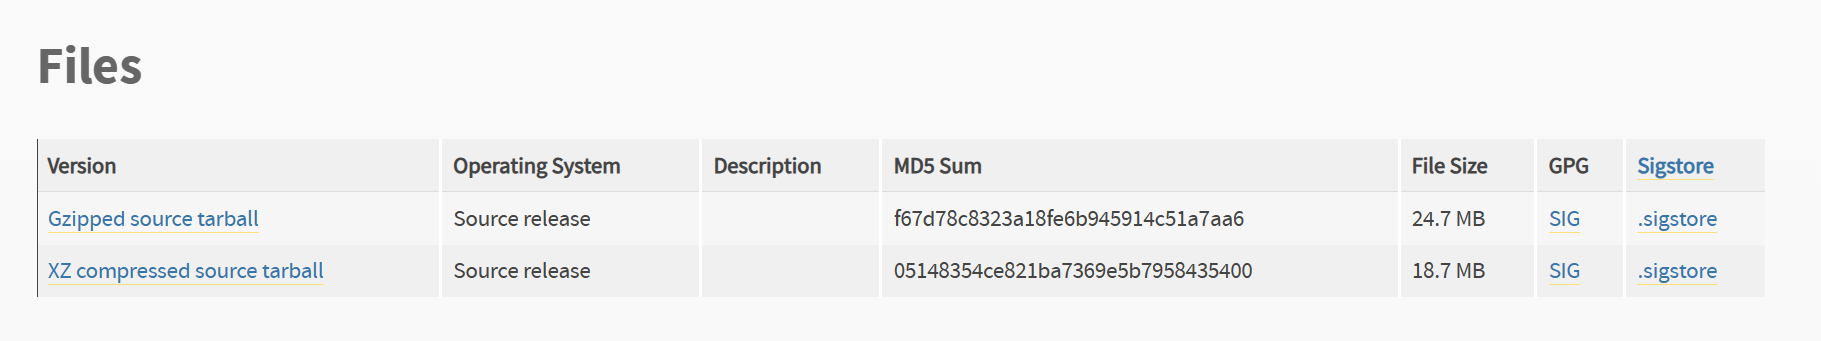 Files
Version Operating System Description MD5 Sum File Size GPG Sigstore
Gzipped source tarball Source release f67d78c8323a18fe6b945914c51a7aa6 24.7 MB SIG .sigstore
XZ compressed source tarball Source release 05148354ce821ba7369e5b7958435400 18.7 MB SIG .sigstore